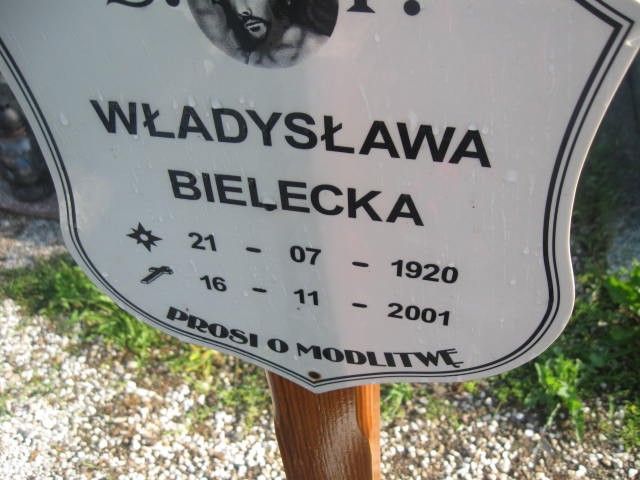 Ś. P.
WŁADYSŁAWA
BIELECKA
21 - 07 - 1920
16 - 11 - 2001
PROSI O MODLITWĘ